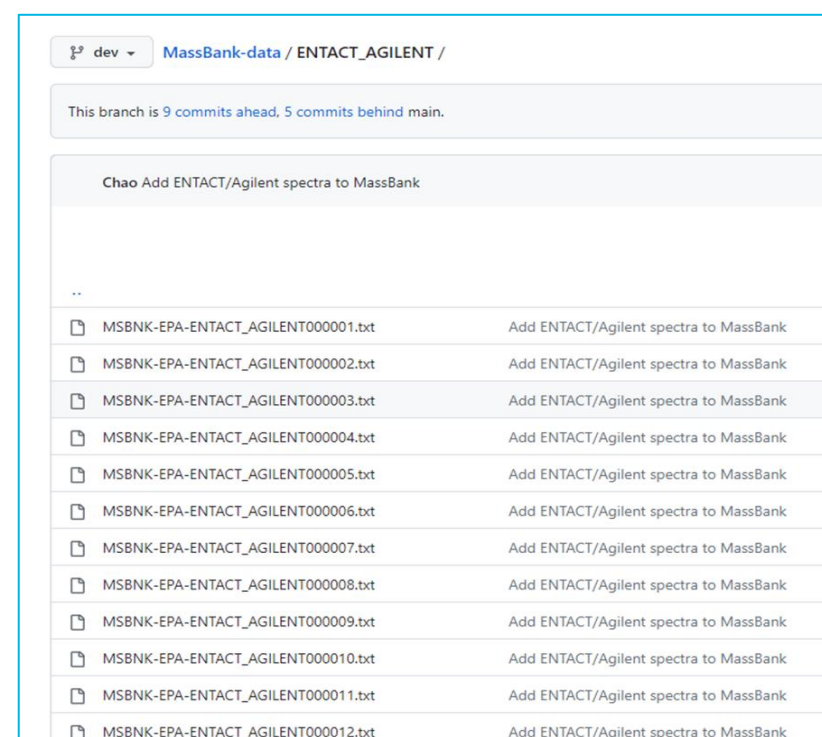 dev MassBank-data / ENTACT_AGILENT /
This branch is 9 commits ahead, 5 commits behind main.
Chao Add ENTACT/Agilent spectra to MassBank
..
MSBNK-EPA-ENTACT_AGILENT000001.txt Add ENTACT/Agilent spectra to MassBank
MSBNK-EPA-ENTACT_AGILENT000002.txt Add ENTACT/Agilent spectra to MassBank
MSBNK-EPA-ENTACT_AGILENT000003.txt Add ENTACT/Agilent spectra to MassBank
MSBNK-EPA-ENTACT_AGILENT000004.txt Add ENTACT/Agilent spectra to MassBank
MSBNK-EPA-ENTACT_AGILENT000005.txt Add ENTACT/Agilent spectra to MassBank
MSBNK-EPA-ENTACT_AGILENT000006.txt Add ENTACT/Agilent spectra to MassBank
MSBNK-EPA-ENTACT_AGILENT000007.txt Add ENTACT/Agilent spectra to MassBank
MSBNK-EPA-ENTACT_AGILENT000008.txt Add ENTACT/Agilent spectra to MassBank
MSBNK-EPA-ENTACT_AGILENT000009.txt Add ENTACT/Agilent spectra to MassBank
MSBNK-EPA-ENTACT_AGILENT000010.txt Add ENTACT/Agilent spectra to MassBank
MSBNK-EPA-ENTACT_AGILENT000011.txt Add ENTACT/Agilent spectra to MassBank
MSBNK-EPA-ENTACT_AGILENT000012.txt Add ENTACT/Agilent spectra to MassBank